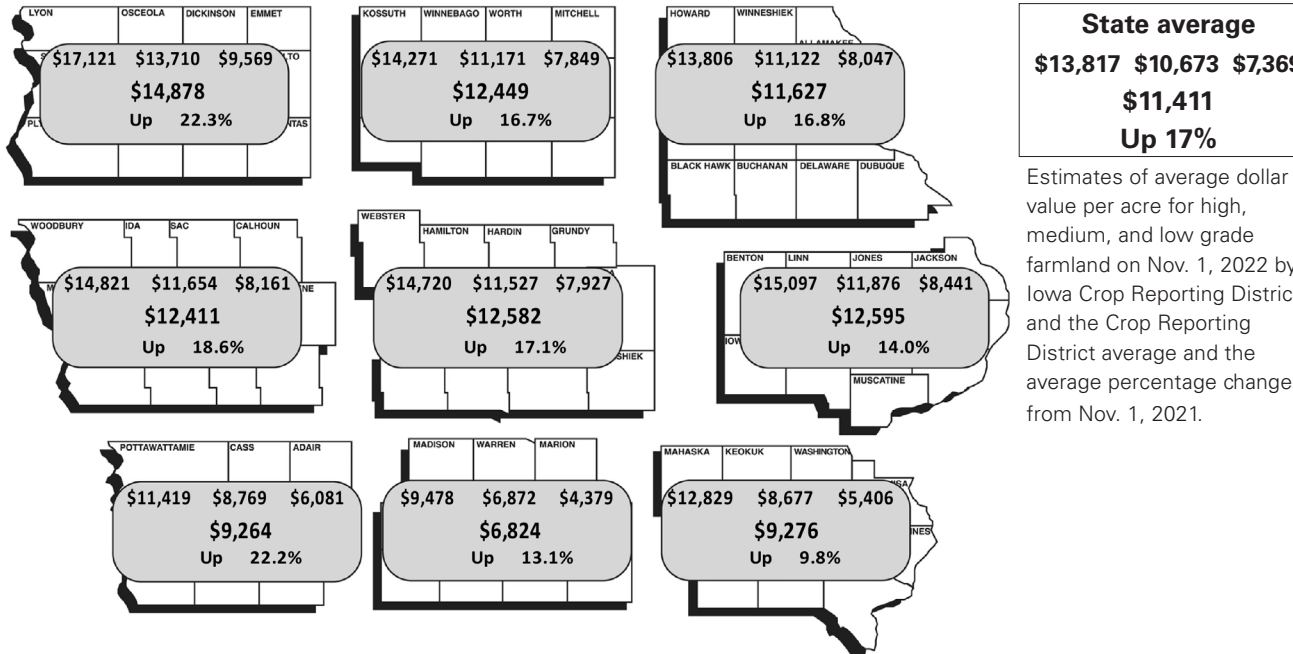 LYON OSCEOLA DICKINSON EMMET
$17,121 $13,710 $9,569
$14,878
Up 22.3%
KOSSUTH WINNEBAGO WORTH MITCHELL
$14,271 $11,171 $7,849
$12,449
Up 16.7%
HOWARD WINNESHIEK
ALLAMAKEE
$13,806 $11,122 $8,047
$11,627
Up 16.8%
BLACK HAWK BUCHANAN DELAWARE DUBUQUE
State average
$13,817 $10,673 $7,369
$11,411
Up 17%
Estimates of average dollar
value per acre for high,
medium, and low grade
farmland on Nov. 1, 2022 by
Iowa Crop Reporting Distric
and the Crop Reporting
District average and the
average percentage change
from Nov. 1, 2021.
WOODBURY IDA SAC CALHOUN
$14,821 $11,654 $8,161
$12,411
Up 18.6%
WEBSTER
HAMILTON HARDIN GRUNDY
$14,720 $11,527 $7,927
$12,582
Up 17.1%
SHIEK
BENTON LINN JONES JACKSON
$15,097 $11,876 $8,441
$12,595
Up 14.0%
MUSCATINE
POTTAWATTAMIE CASS ADAIR
$11,419 $8,769 $6,081
$9,264
Up 22.2%
MADISON WARREN MARION
$9,478 $6,872 $4,379
$6,824
Up 13.1%
MAHASKA KEOKUK WASHINGTON
$12,829 $8,677 $5,406
$9,276
Up 9.8%